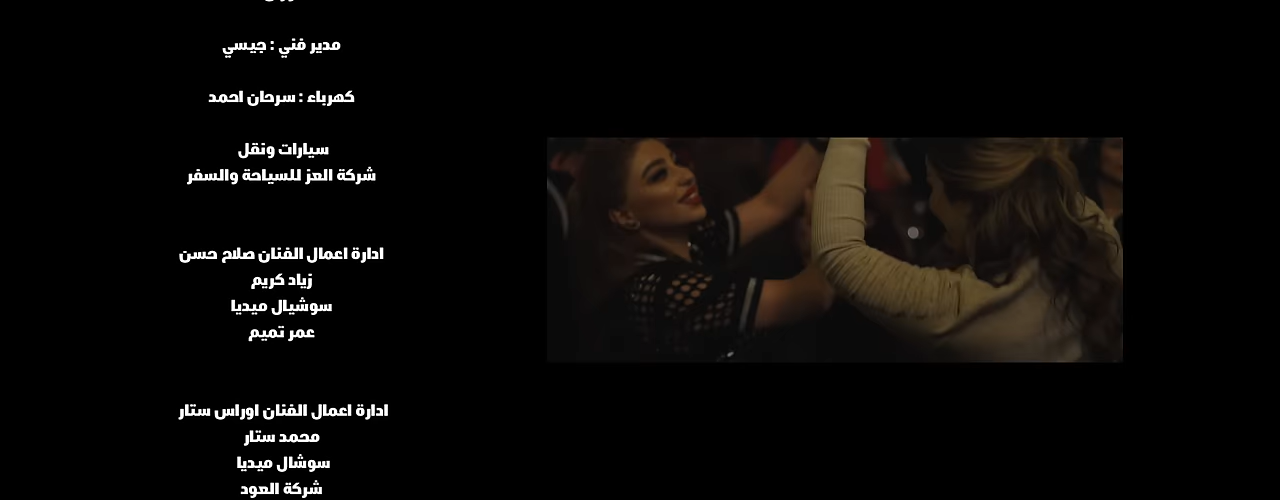 مدير فني : جيسي
كهرباء : سرحان احمد
سيارات ونقل
شركة العز للسياحة والسفر
ادارة اعمال الفنان صلاح حسن
زياد كريم
سوشيال ميديا
عمر تميم
ادارة اعمال الفنان اوراس ستار
محمد ستار
سوشال ميديا
شركة العود